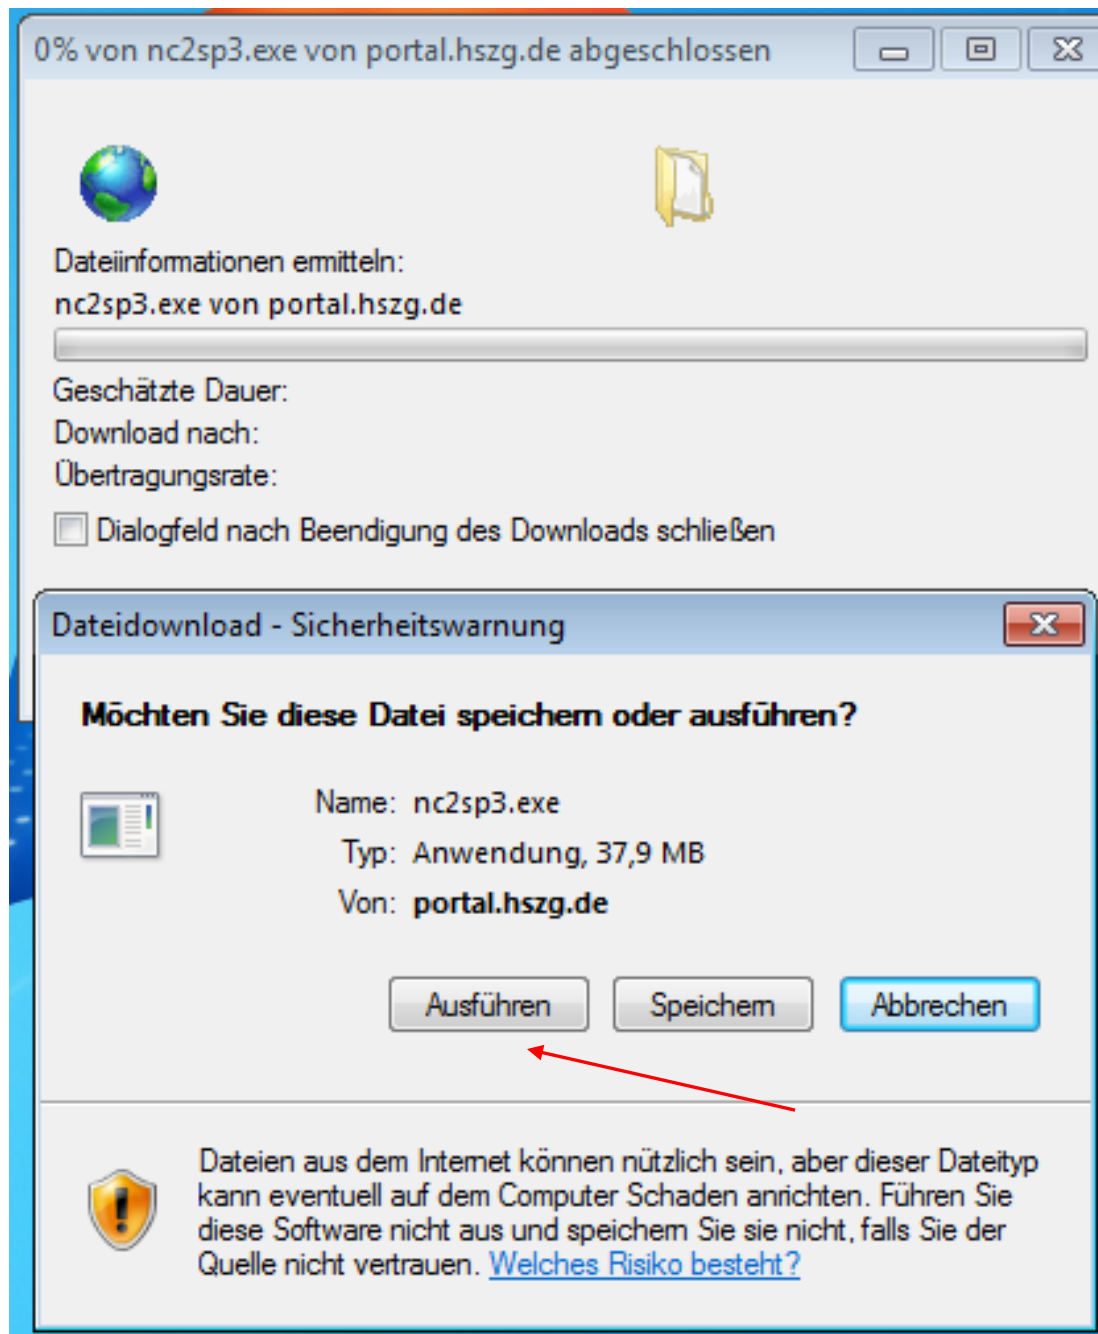 0% von nc2sp3.exe von portal.hszg.de abgeschlossen
Dateiinformationen ermitteln:
nc2sp3.exe von portal.hszg.de
Geschätzte Dauer:
Download nach:
Übertragungsrate:
Dialogfeld nach Beendigung des Downloads schließen
Dateidownload - Sicherheitswarnung
Möchten Sie diese Datei speichern oder ausführen?
Name: nc2sp3.exe
Typ: Anwendung, 37,9 MB
Von: portal.hszg.de
Ausführen Speichern Abbrechen
Dateien aus dem Internet können nützlich sein, aber dieser Dateityp
kann eventuell auf dem Computer Schaden anrichten. Führen Sie
diese Software nicht aus und speichern Sie sie nicht, falls Sie der
Quelle nicht vertrauen. Welches Risiko besteht?